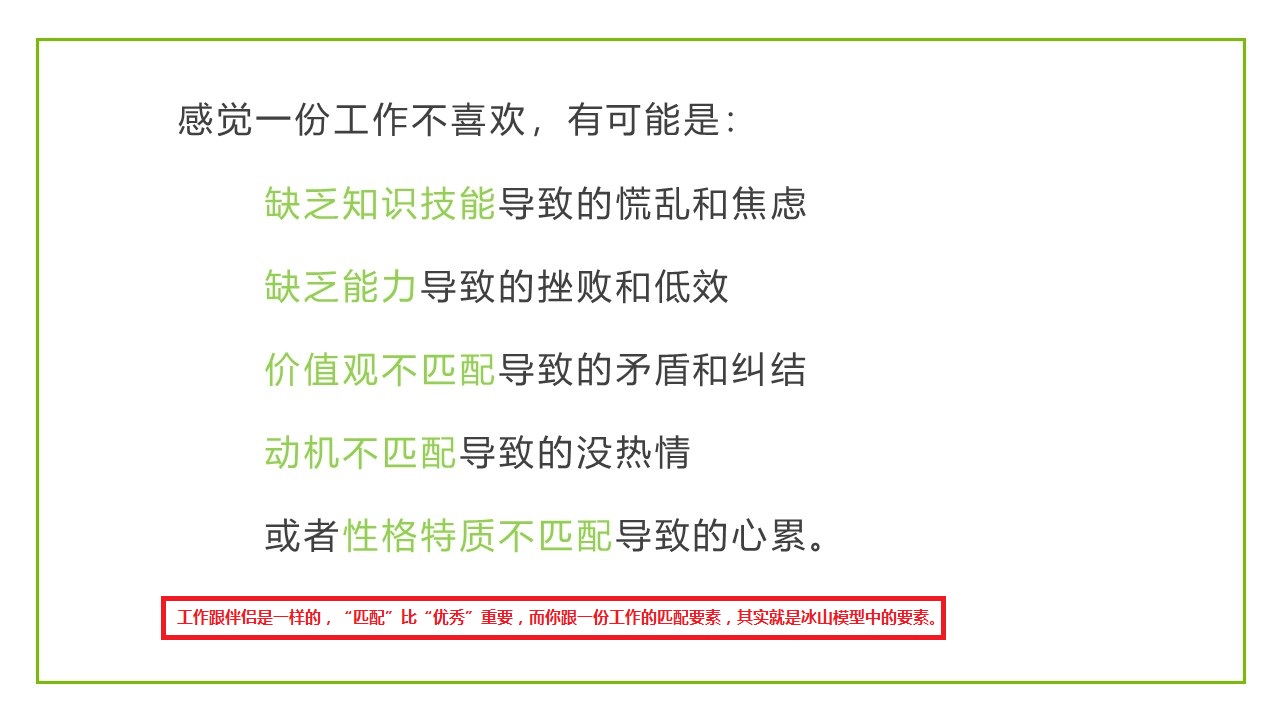 感觉一份工作不喜欢，有可能是：
缺乏知识技能导致的慌乱和焦虑
缺乏能力导致的挫败和低效
价值观不匹配导致的矛盾和纠结
动机不匹配导致的没热情
或者性格特质不匹配导致的心累。
工作跟伴侣是一样的，“匹配”比“优秀”重要，而你跟一份工作的匹配要素，其实就是冰山模型中的要素。